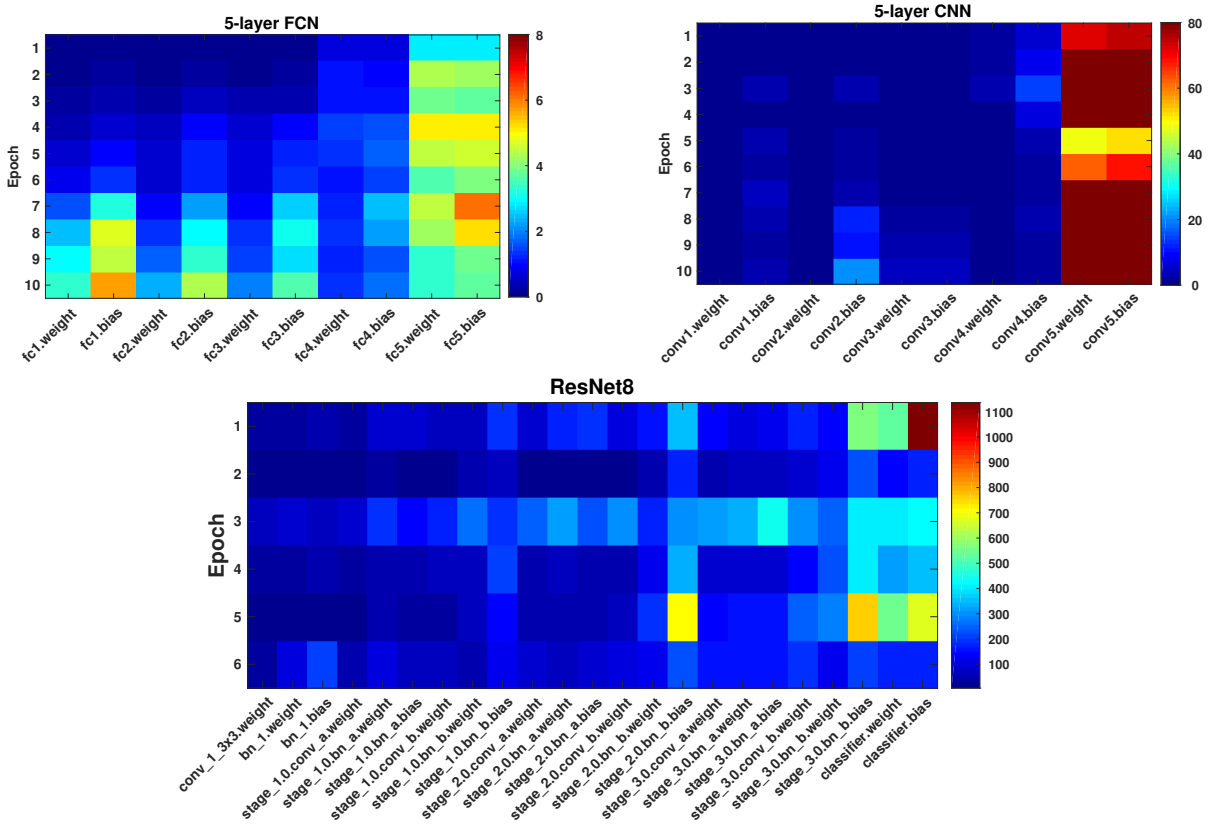 5-layer FCN
Epoch
1
2
3
4
5
6
7
8
9
10
fc1.weight
fc1.bias
fc2.weight
fc2.bias
fc3.weight
fc3.bias
fc4.weight
fc4.bias
fc5.weight
fc5.bias
8
6
4
2
0
5-layer CNN
1
2
3
4
5
6
7
8
9
10
conv1.weight
conv1.bias
conv2.weight
conv2.bias
conv3.weight
conv3.bias
conv4.weight
conv4.bias
conv5.weight
conv5.bias
80
60
40
20
0
ResNet8
Epoch
1
2
3
4
5
6
conv_1_3x3.weight
bn_1.weight
bn_1.bias
stage_1.0.conv_a.weight
stage_1.0.bn_a.weight
stage_1.0.bn_a.bias
stage_1.0.conv_b.weight
stage_1.0.bn_b.weight
stage_1.0.bn_b.bias
stage_2.0.conv_a.weight
stage_2.0.bn_a.weight
stage_2.0.bn_a.bias
stage_2.0.conv_b.weight
stage_2.0.bn_b.weight
stage_2.0.bn_b.bias
stage_3.0.conv_a.weight
stage_3.0.bn_a.weight
stage_3.0.bn_a.bias
stage_3.0.conv_b.weight
stage_3.0.bn_b.weight
stage_3.0.bn_b.bias
classifier.weight
classifier.bias
1100
1000
900
800
700
600
500
400
300
200
100